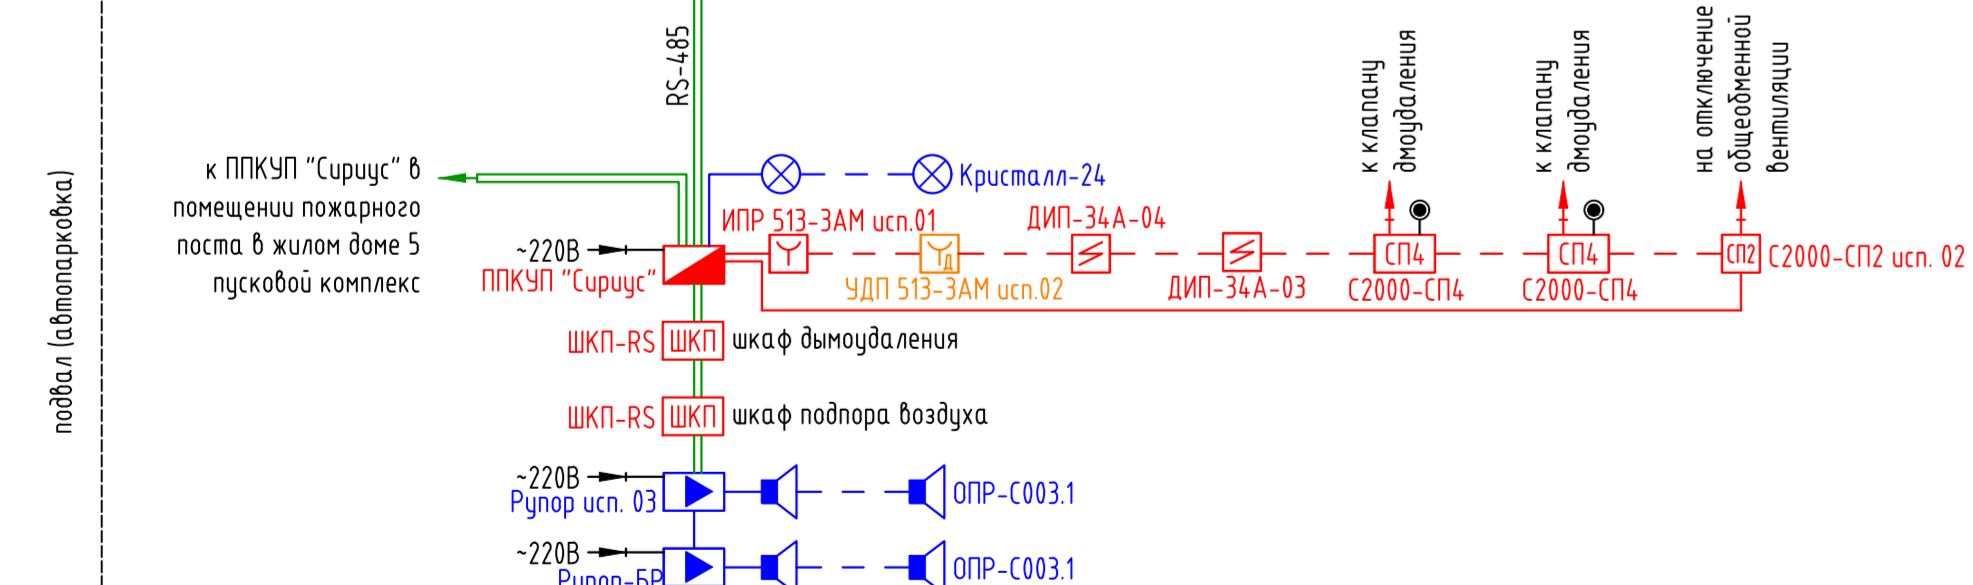 RS-485
к клапану
дмоудаления
к клапану
дмоудаления
на отключение
общеобменной
вентиляции
к ППКУП "Сириус" в
помещении пожарного
поста в жилом доме 5
пусковой комплекс
Кристалл-24
ИПР 513-3АМ исп.01
ДИП-34А-04
~220В
ППКУП "Сириус"
Д
УДП 513-3АМ исп.02
ДИП-34А-03
СП4
С2000-СП4
СП4
С2000-СП4
СП2
С2000-СП2 исп. 02
подвал (автопарковка)
ШКП-RS
ШКП
шкаф дымоудаления
ШКП-RS
ШКП
шкаф подпора воздуха
~220В
Рупор исп. 03
ОПР-С003.1
~220В
Рупор-БР
ОПР-С003.1